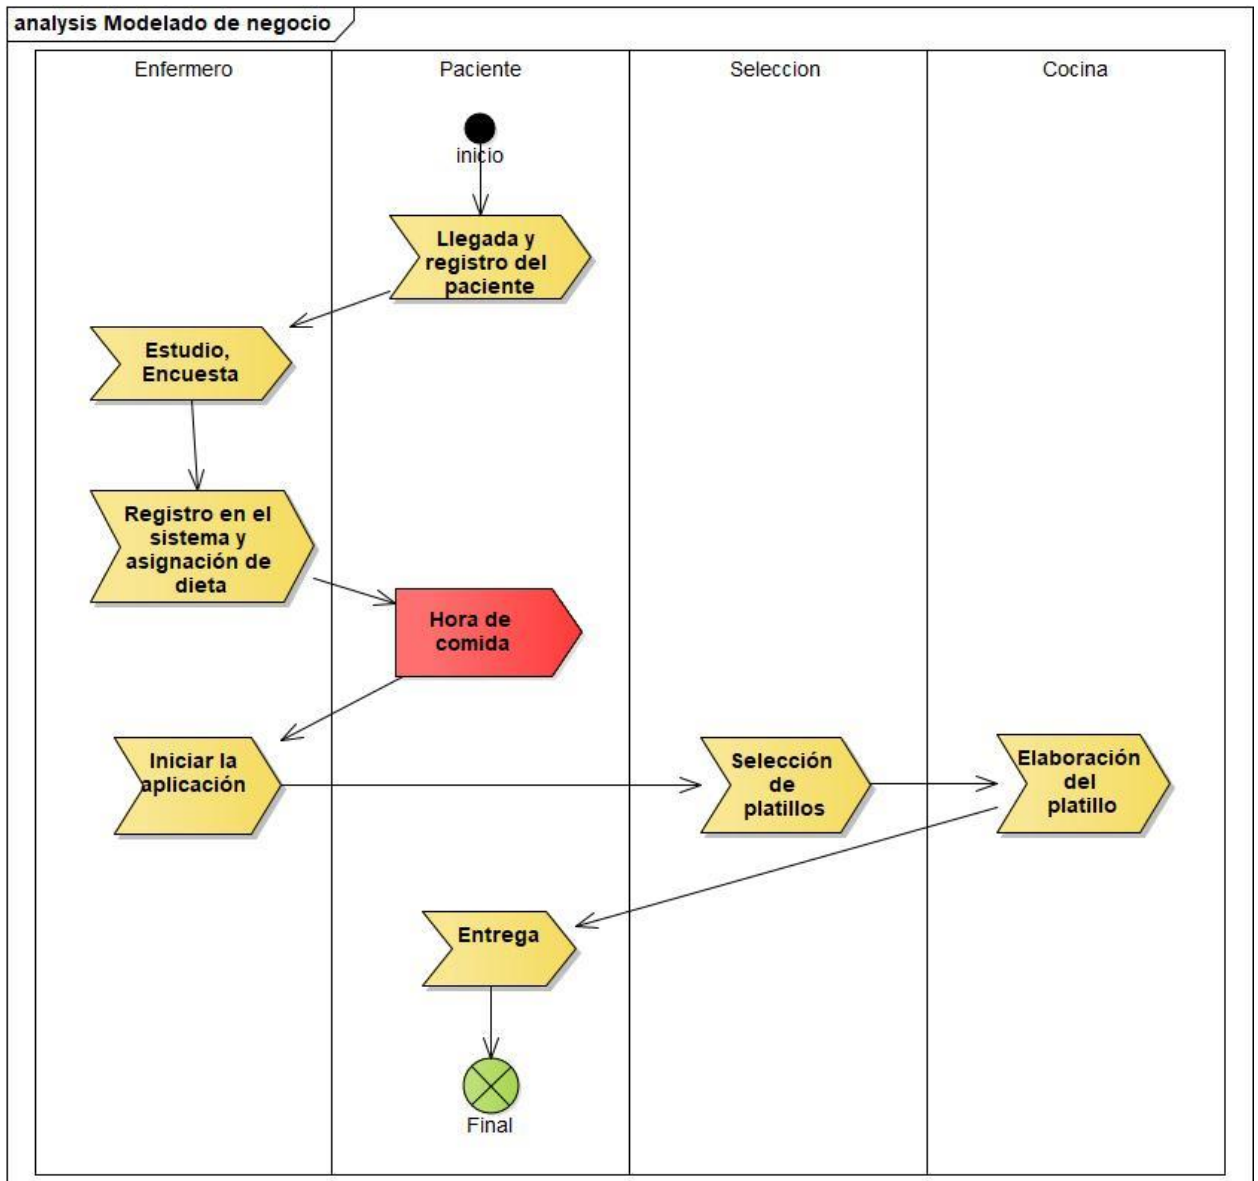 analysis Modelado de negocio
Enfermero
Paciente
Seleccion
Cocina
inicio
Llegada y
registro del
paciente
Estudio,
Encuesta
Registro en el
sistema y
asignación de
dieta
Hora de
comida
Iniciar la
aplicación
Selección
de
platillos
Elaboración
del
platillo
Entrega
Final